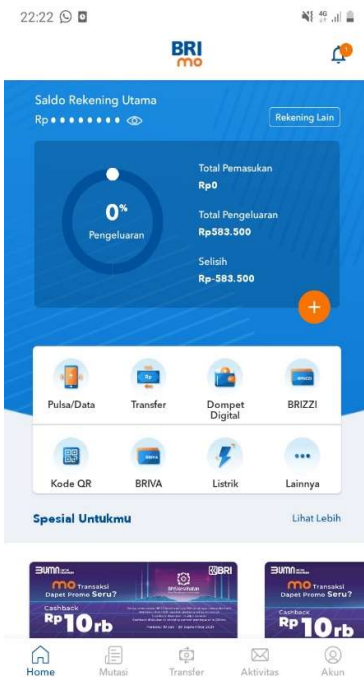 22:22
4G
BRI
mo
Saldo Rekening Utama
Rp
Rekening Lain
Total Pemasukan
Rp0
0%
Pengeluaran
Total Pengeluaran
Rp583.500
Selisih
Rp-583.500
+
Pulsa/Data
Transfer
Dompet
Digital
BRIZZI
Kode QR
BRIVA
Listrik
Lainnya
Spesial Untukmu
Lihat Lebih
BUMN
BRI
mo Transaksi
Dapet Promo Seru?
Cashback
Rp10rb
BUMN
mo Transaksi
Dapet Promo Seru?
Cashback
Rp10rb
Home
Mutasi
Transfer
Aktivitas
Akun